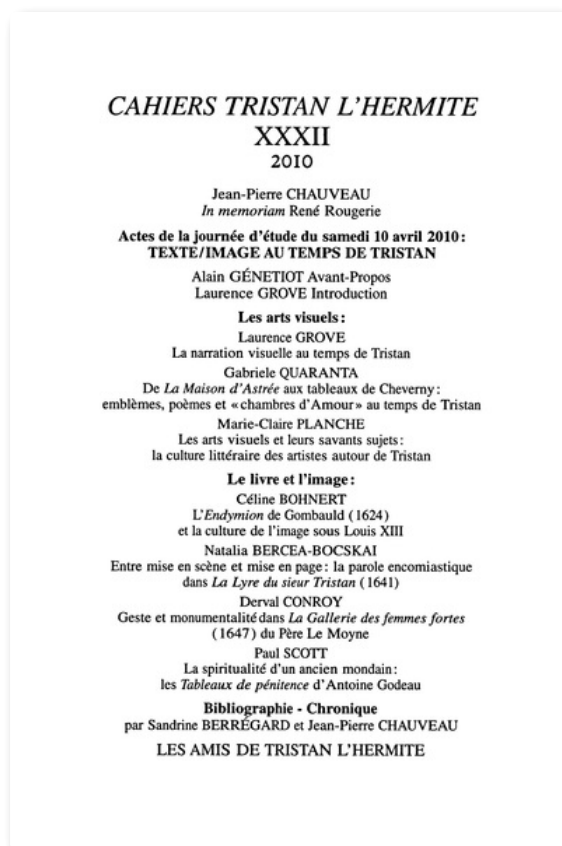 CAHIERS TRISTAN L'HERMITE
XXXII
2010
Jean-Pierre CHAUVEAU
In memoriam René Rougerie
Actes de la journée d'étude du samedi 10 avril 2010 :
TEXTE/IMAGE AU TEMPS DE TRISTAN
Alain GÉNETIOT Avant-Propos
Laurence GROVE Introduction
Les arts visuels :
Laurence GROVE
La narration visuelle au temps de Tristan
Gabriele QUARANTA
De La Maison d'Astrée aux tableaux de Cheverny :
emblèmes, poèmes et «chambres d'Amour» au temps de Tristan
Marie-Claire PLANCHE
Les arts visuels et leurs savants sujets :
la culture littéraire des artistes autour de Tristan
Le livre et l'image :
Céline BOHNERT
L'Endymion de Gombauld (1624)
et la culture de l'image sous Louis XIII
Natalia BERCEA-BOCSKAI
Entre mise en scène et mise en page : la parole encomiastique
dans La Lyre du sieur Tristan (1641)
Derval CONROY
Geste et monumentalité dans La Gallerie des femmes fortes
(1647) du Père Le Moyne
Paul SCOTT
La spiritualité d'un ancien mondain :
les Tableaux de pénitence d'Antoine Godeau
Bibliographie - Chronique
par Sandrine BERRÉGARD et Jean-Pierre CHAUVEAU
LES AMIS DE TRISTAN L'HERMITE